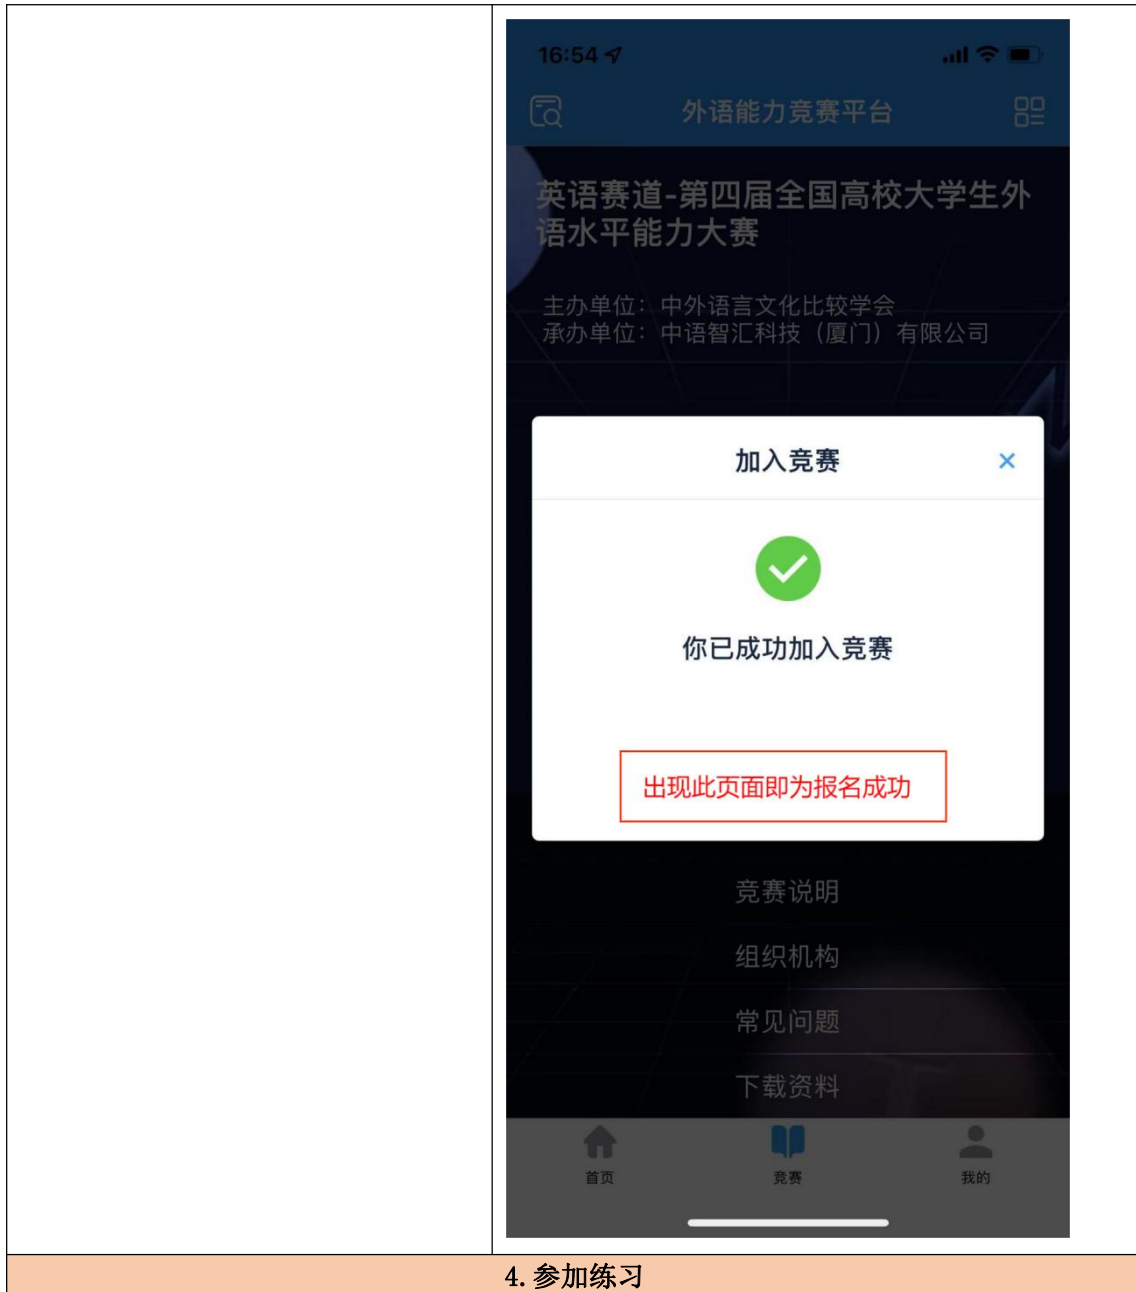 16:54
外语能力竞赛平台
英语赛道-第四届全国高校大学生外
语水平能力大赛
主办单位：中外语言文化比较学会
承办单位：中语智汇科技（厦门）有限公司
加入竞赛
你已成功加入竞赛
出现此页面即为报名成功
竞赛说明
组织机构
常见问题
下载资料
首页
竞赛
我的
4.参加练习